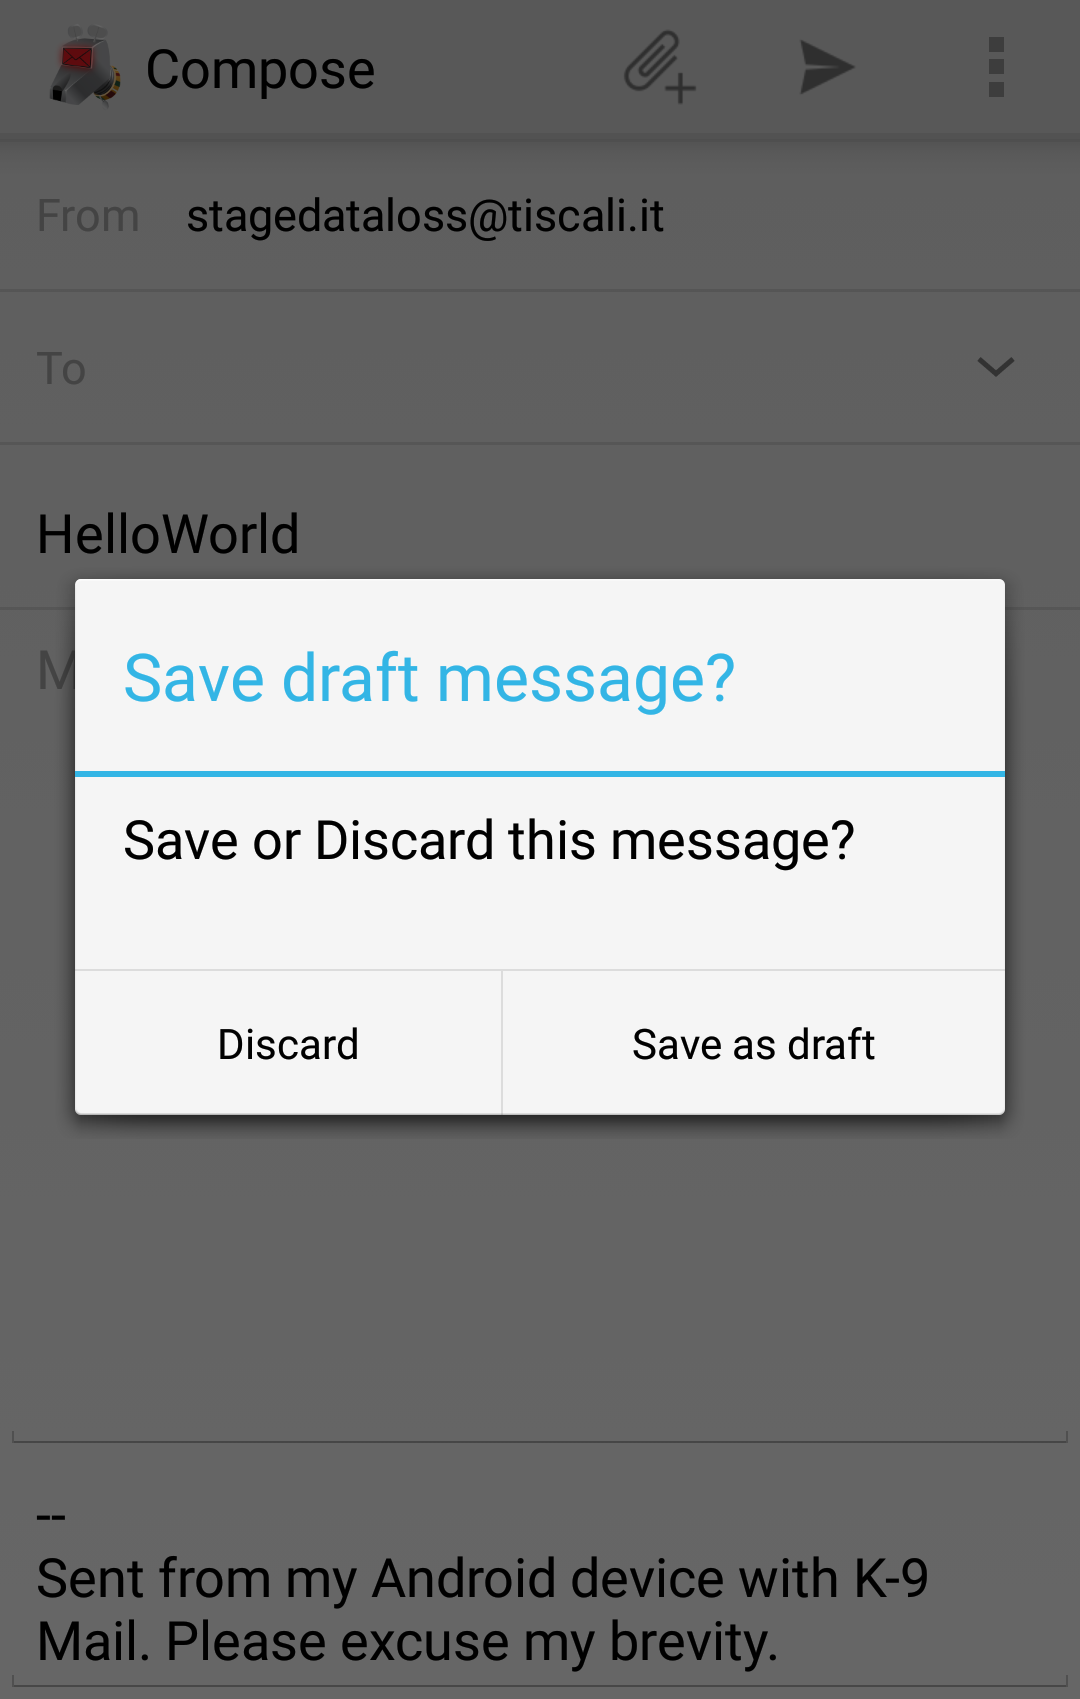 Compose
From stagedataloss@tiscali.it
To
HelloWorld
M
Save draft message?
Save or Discard this message?
Discard Save as draft
--
Sent from my Android device with K-9
Mail. Please excuse my brevity.